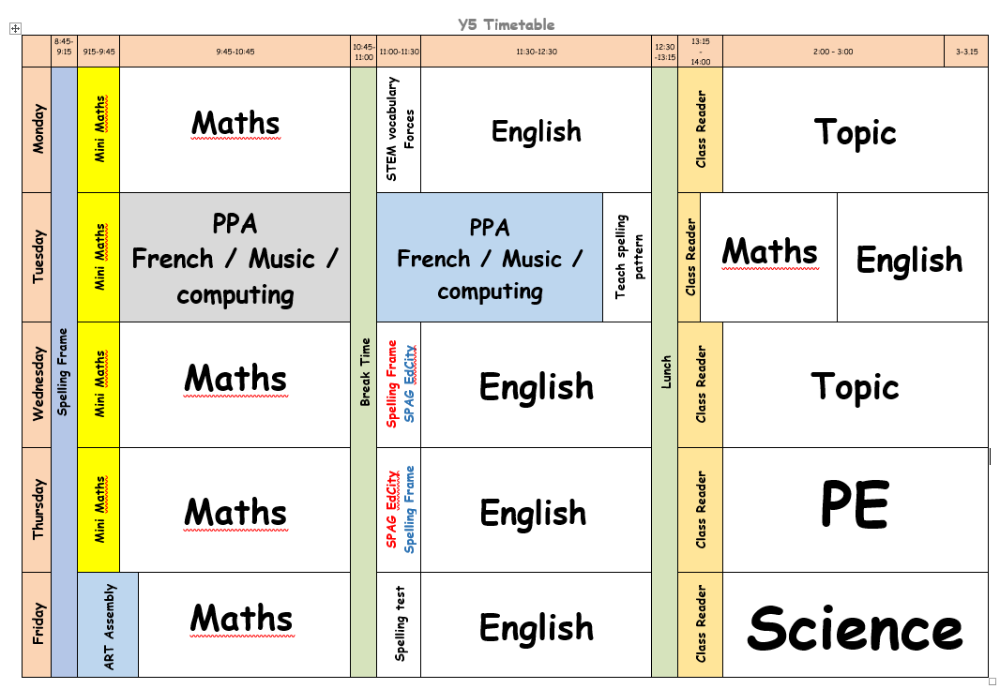 Y5 Timetable
8:45-
9:15
915-9:45
9:45-10:45
10:45-
11:00
11:00-11:30
11:30-12:30
12:30
-13:15
13:15
-
14:00
2:00 - 3:00
3-3.15
Monday
Spelling Frame
Mini Maths
Maths
Break Time
STEM vocabulary
Forces
English
Lunch
Class Reader
Topic
Tuesday
Mini Maths
PPA
French / Music /
computing
PPA
French / Music /
computing
Teach spelling
pattern
Class Reader
Maths
English
Wednesday
Mini Maths
Maths
Spelling Frame
SPAG EdCity
English
Class Reader
Topic
Thursday
Mini Maths
Maths
SPAG EdCity
Spelling Frame
English
Class Reader
PE
Friday
ART Assembly
Maths
Spelling test
English
Class Reader
Science